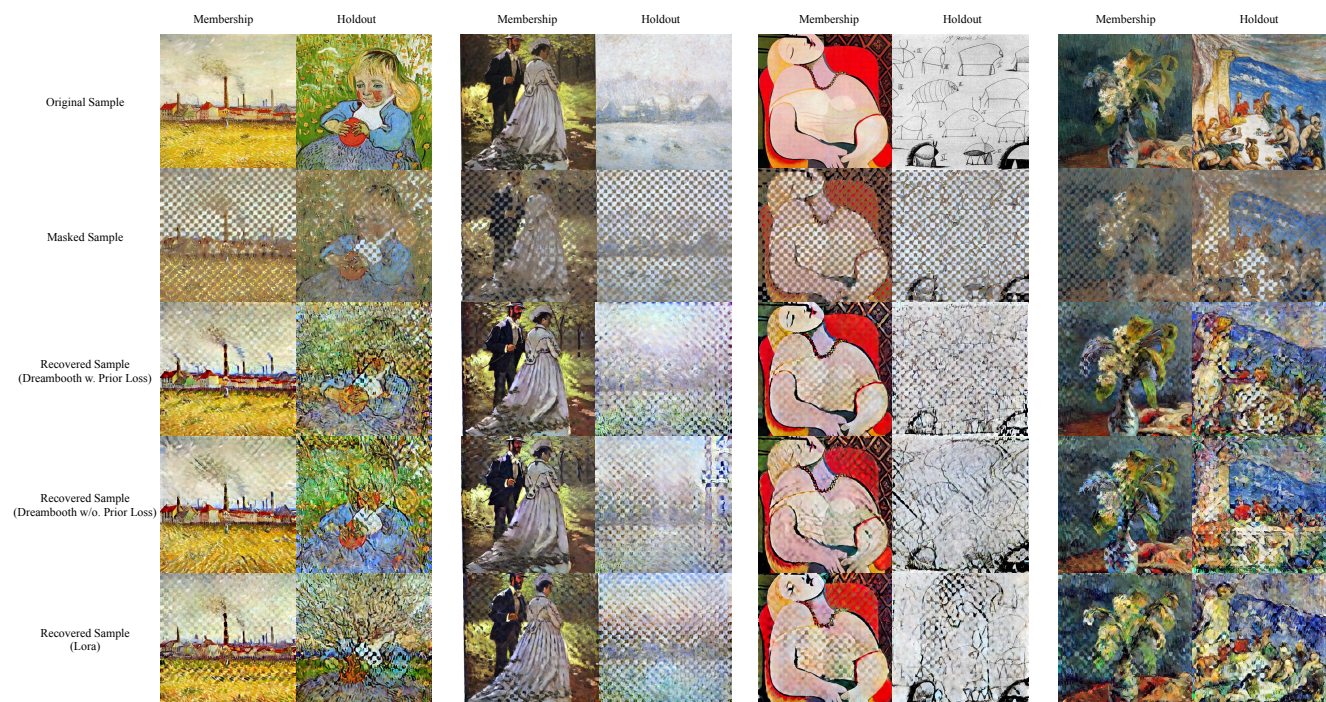 Membership Holdout Membership Holdout Membership Holdout Membership Holdout
Original Sample
Masked Sample
Recovered Sample
(Dreambooth w. Prior Loss)
Recovered Sample
(Dreambooth w/o. Prior Loss)
Recovered Sample
(Lora)